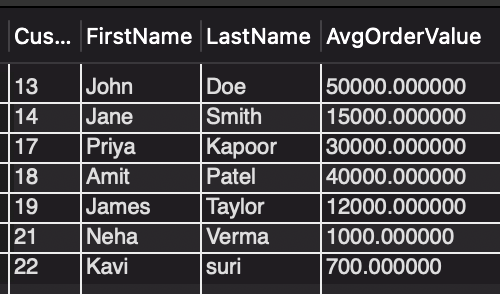 Cus... FirstName LastName AvgOrderValue
13 John Doe 50000.000000
14 Jane Smith 15000.000000
17 Priya Kapoor 30000.000000
18 Amit Patel 40000.000000
19 James Taylor 12000.000000
21 Neha Verma 1000.000000
22 Kavi suri 700.000000